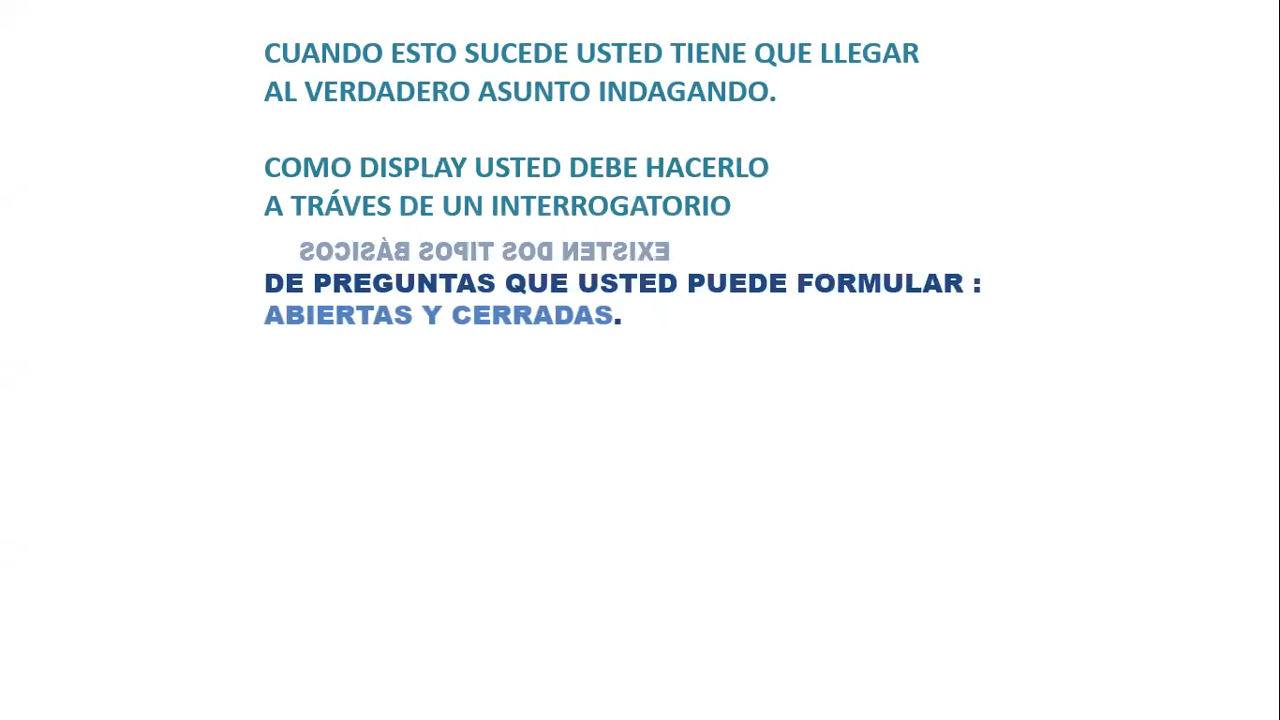 CUANDO ESTO SUCEDE USTED TIENE QUE LLEGAR
AL VERDADERO ASUNTO INDAGANDO.
COMO DISPLAY USTED DEBE HACERLO
A TRÁVES DE UN INTERROGATORIO
EXISTEN DOS TIPOS BÁSICOS
DE PREGUNTAS QUE USTED PUEDE FORMULAR :
ABIERTAS Y CERRADAS.